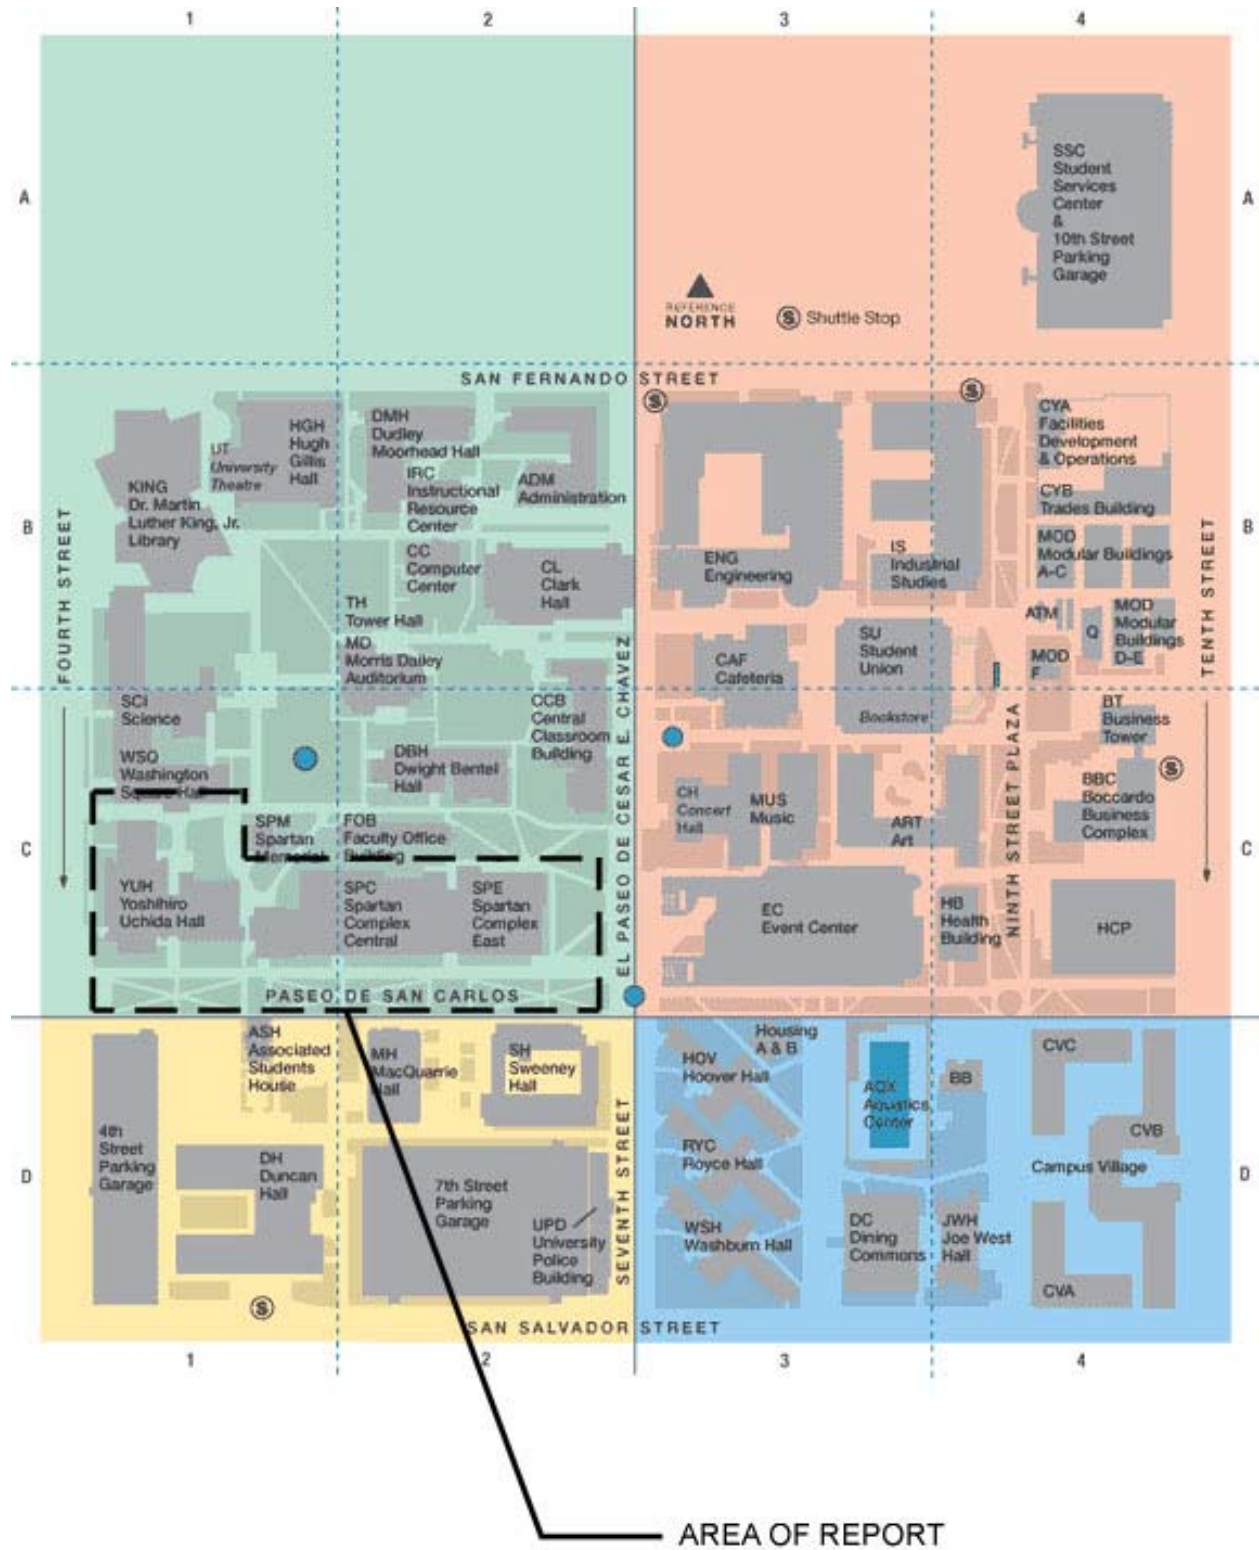 1
2
3
4
A
A
SSC
Student
Services
Center
&
10th Street
Parking
Garage
REFERENCE
NORTH
S Shuttle Stop
SAN FERNANDO STREET
S
S
B
B
FOURTH STREET
TENTH STREET
KING
Dr. Martin
Luther King, Jr.
Library
UT
University
Theatre
HGH
Hugh
Gillis
Hall
DMH
Dudley
Moorhead Hall
IRC
Instructional
Resource
Center
ADM
Administration
CC
Computer
Center
CL
Clark
Hall
TH
Tower Hall
MD
Morris Dailey
Auditorium
ENG
Engineering
IS
Industrial
Studies
CYA
Facilities
Development
& Operations
CYB
Trades Building
MOD
Modular Buildings
A-C
ATM
Q
MOD
Modular
Buildings
D-E
MOD
F
CAF
Cafeteria
SU
Student
Union
Bookstore
EL PASEO DE CESAR E. CHAVEZ
NINTH STREET PLAZA
C
C
SCI
Science
WSQ
Washington
Square Hall
CCB
Central
Classroom
Building
DBH
Dwight Bentel
Hall
SPM
Spartan
Memorial
FOB
Faculty Office
Building
YUH
Yoshihiro
Uchida Hall
SPC
Spartan
Complex
Central
SPE
Spartan
Complex
East
CH
Concert
Hall
MUS
Music
ART
Art
BT
Business
Tower
S
BBC
Boccardo
Business
Complex
EC
Event Center
HB
Health
Building
HCP
PASEO DE SAN CARLOS
D
D
4th
Street
Parking
Garage
ASH
Associated
Students
House
MH
MacQuarrie
Hall
SH
Sweeney
Hall
DH
Duncan
Hall
7th Street
Parking
Garage
UPD
University
Police
Building
S
SEVENTH STREET
Housing
A & B
HOV
Hoover Hall
RYC
Royce Hall
WSH
Washburn Hall
AQX
Aquatics
Center
BB
DC
Dining
Commons
JWH
Joe West
Hall
CVC
CVB
Campus Village
CVA
SAN SALVADOR STREET
1
2
3
4
AREA OF REPORT